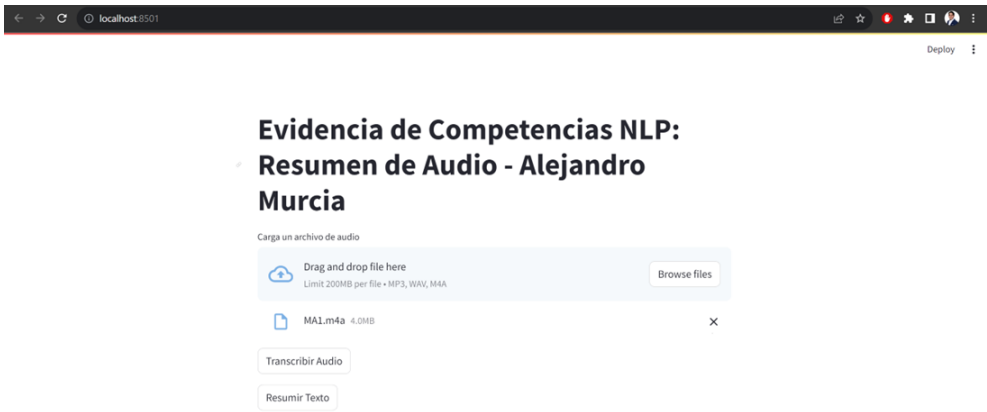 localhost:8501
Deploy
Evidencia de Competencias NLP:
Resumen de Audio - Alejandro
Murcia
Carga un archivo de audio
Drag and drop file here
Limit 200MB per file • MP3, WAV, M4A
Browse files
MA1.m4a 4.0MB
Transcribir Audio
Resumir Texto